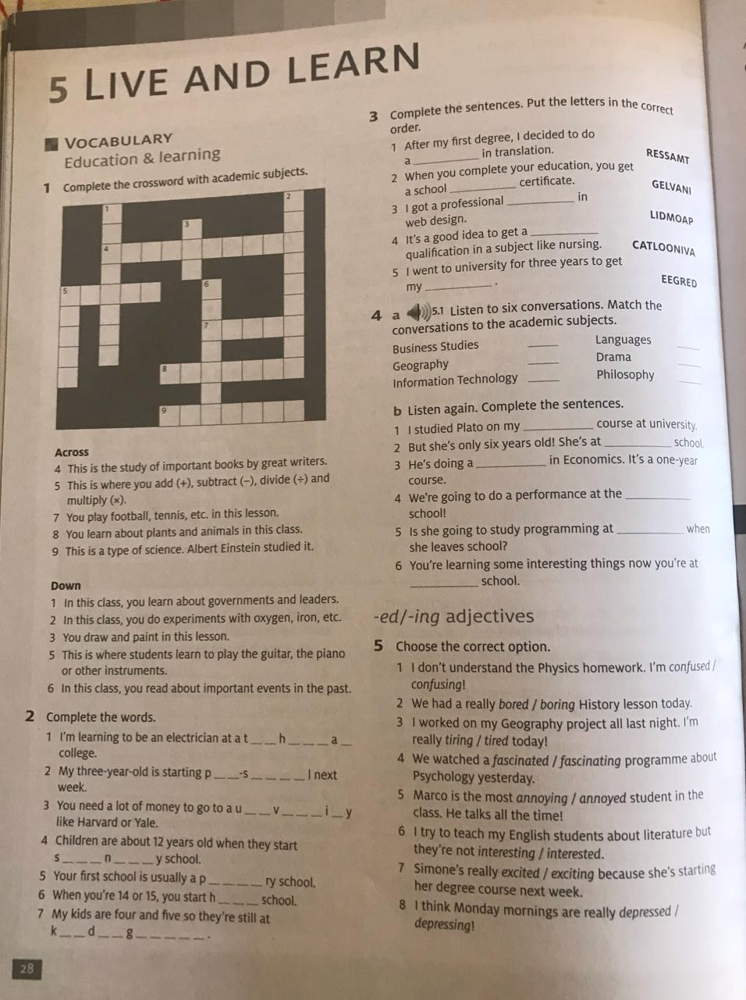 5 LIVE AND LEARN
VOCABULARY
Education & learning
1 Complete the crossword with academic subjects.
1
2
3
4
5
6
7
8
9
Across
4 This is the study of important books by great writers.
5 This is where you add (+), subtract (−), divide (÷) and
multiply (×).
7 You play football, tennis, etc. in this lesson.
8 You learn about plants and animals in this class.
9 This is a type of science. Albert Einstein studied it.
Down
1 In this class, you learn about governments and leaders.
2 In this class, you do experiments with oxygen, iron, etc.
3 You draw and paint in this lesson.
5 This is where students learn to play the guitar, the piano
or other instruments.
6 In this class, you read about important events in the past.
2 Complete the words.
1 I'm learning to be an electrician at a t _ _ h _ _ _ a _
college.
2 My three-year-old is starting p _ _-s _ _ _ _ l next
week.
3 You need a lot of money to go to a u _ _ v _ _ _ i _ y
like Harvard or Yale.
4 Children are about 12 years old when they start
s _ _ _ n _ _ _ y school.
5 Your first school is usually a p _ _ _ _ ry school.
6 When you're 14 or 15, you start h _ _ _ school.
7 My kids are four and five so they're still at
k _ _ d _ _ g _ _ _ _ _ .
28
3 Complete the sentences. Put the letters in the correct
order.
1 After my first degree, I decided to do
a __________ in translation. RESSAMT
2 When you complete your education, you get
a school __________ certificate. GELVANI
3 I got a professional __________ in
web design. LIDMOAP
4 It's a good idea to get a __________
qualification in a subject like nursing. CATLOONIVA
5 I went to university for three years to get
my __________ . EEGRED
4 a 5.1 Listen to six conversations. Match the
conversations to the academic subjects.
Business Studies _____ Languages _____
Geography _____ Drama _____
Information Technology _____ Philosophy _____
b Listen again. Complete the sentences.
1 I studied Plato on my __________ course at university.
2 But she's only six years old! She's at __________ school.
3 He's doing a __________ in Economics. It's a one-year
course.
4 We're going to do a performance at the __________
school!
5 Is she going to study programming at __________ when
she leaves school?
6 You're learning some interesting things now you're at
__________ school.
-ed/-ing adjectives
5 Choose the correct option.
1 I don't understand the Physics homework. I'm confused /
confusing!
2 We had a really bored / boring History lesson today.
3 I worked on my Geography project all last night. I'm
really tiring / tired today!
4 We watched a fascinated / fascinating programme about
Psychology yesterday.
5 Marco is the most annoying / annoyed student in the
class. He talks all the time!
6 I try to teach my English students about literature but
they're not interesting / interested.
7 Simone's really excited / exciting because she's starting
her degree course next week.
8 I think Monday mornings are really depressed /
depressing!